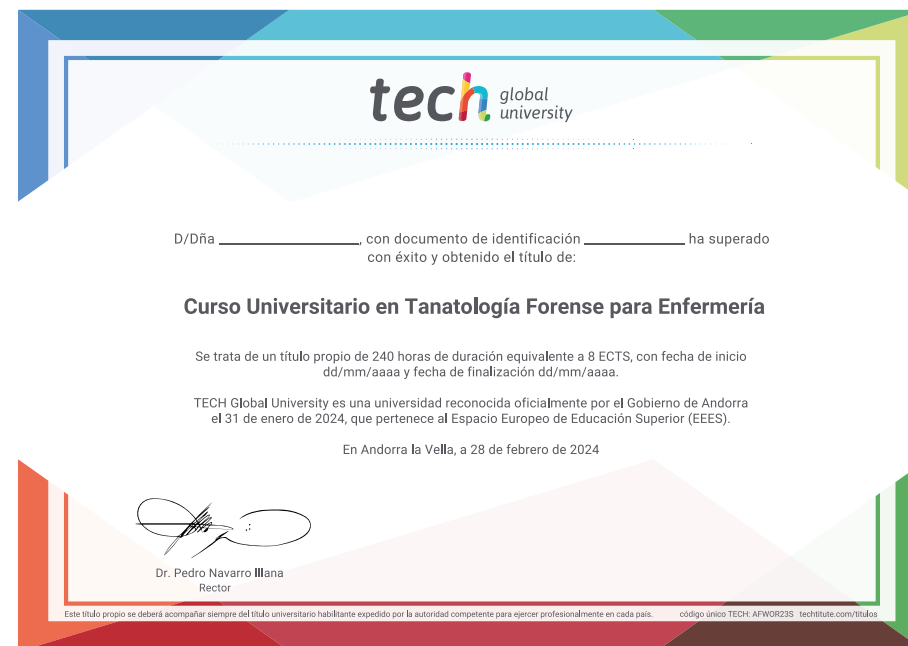 tech global university
D/Dña ____________________, con documento de identificación ______________ ha superado
con éxito y obtenido el título de:
Curso Universitario en Tanatología Forense para Enfermería
Se trata de un título propio de 240 horas de duración equivalente a 8 ECTS, con fecha de inicio
dd/mm/aaaa y fecha de finalización dd/mm/aaaa.
TECH Global University es una universidad reconocida oficialmente por el Gobierno de Andorra
el 31 de enero de 2024, que pertenece al Espacio Europeo de Educación Superior (EEES).
En Andorra la Vella, a 28 de febrero de 2024
Dr. Pedro Navarro Illana
Rector
Este título propio se deberá acompañar siempre del título universitario habilitante expedido por la autoridad competente para ejercer profesionalmente en cada país. código único TECH: AFWOR23S techtitute.com/titulos